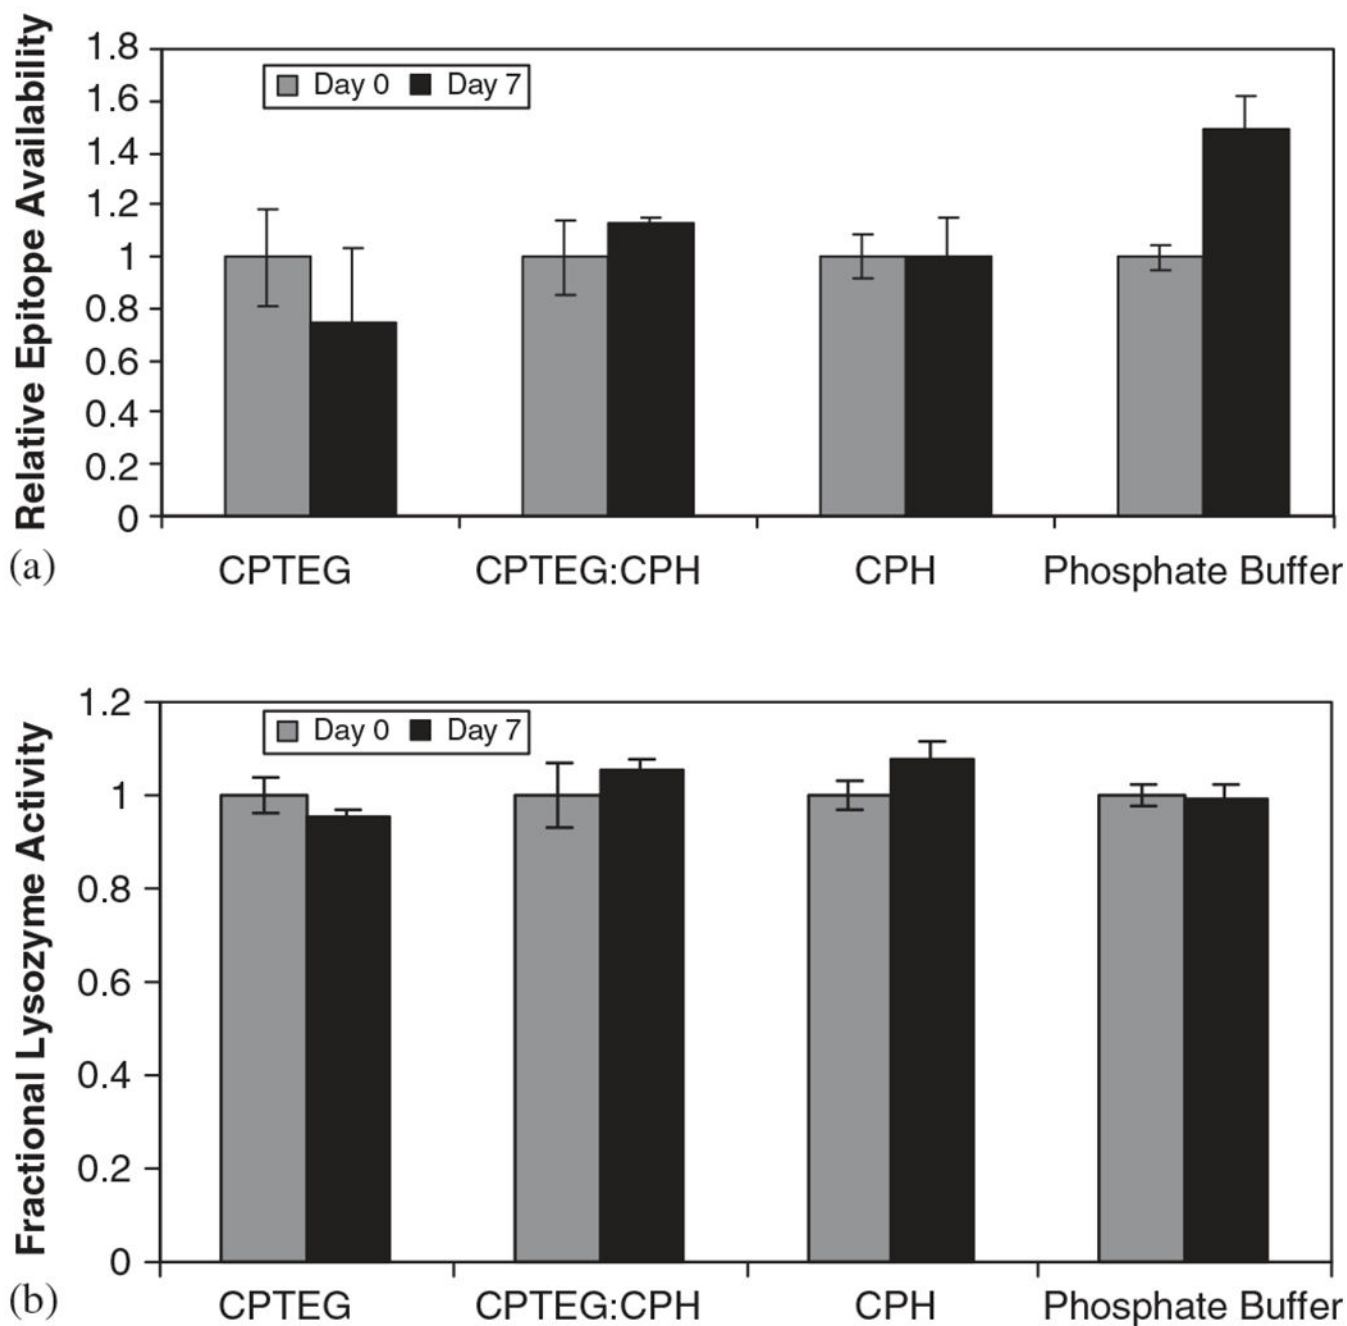 Relative Epitope Availability
1.8
1.6
1.4
1.2
1
0.8
0.6
0.4
0.2
0
Day 0 Day 7
(a)
CPTEG CPTEG:CPH CPH Phosphate Buffer
Fractional Lysozyme Activity
1.2
1
0.8
0.6
0.4
0.2
0
Day 0 Day 7
(b)
CPTEG CPTEG:CPH CPH Phosphate Buffer